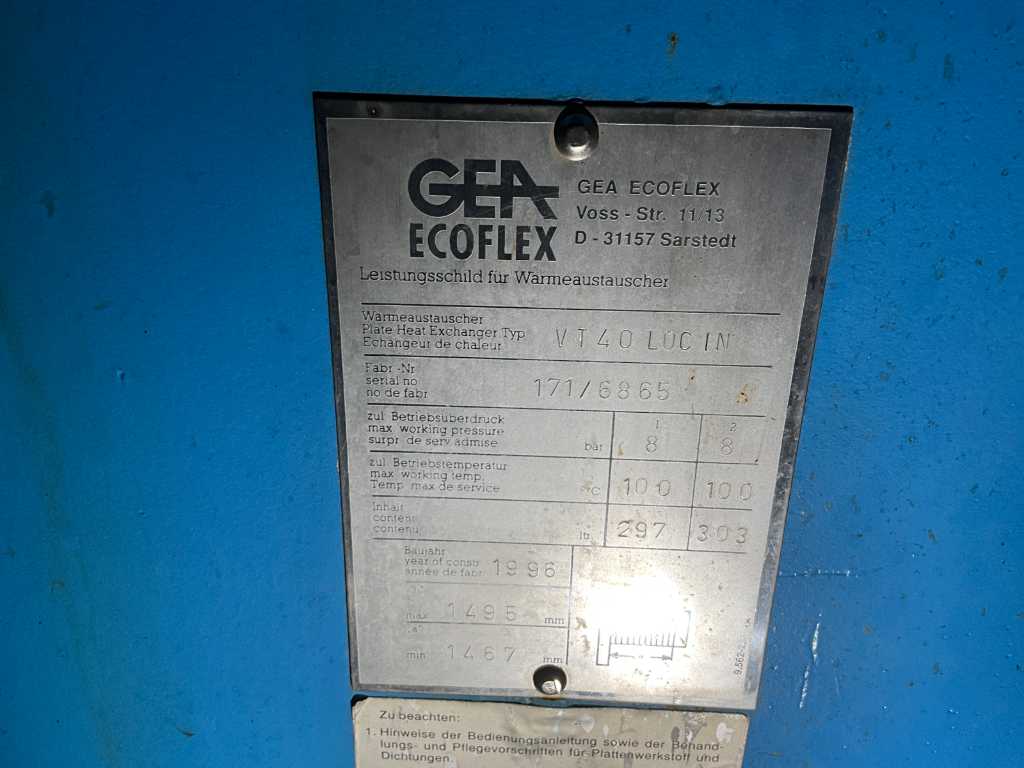 GEA
ECOFLEX
GEA ECOFLEX
Voss - Str. 11/13
D - 31157 Sarstedt
Leistungsschild für Wärmeaustauscher
Wärmeaustauscher
Plate Heat Exchanger Typ
Echangeur de chaleur
VT40 LOC IN
Fabr.-Nr
serial no
no de fabr
171/6865
zul. Betriebsüberdruck
max. working pressure
surpr. de serv. admise
bar
1
8
2
8
zul. Betriebstemperatur
max. working temp.
Temp. max de service
°C
100
100
Inhalt
content
contenu
ltr.
297
303
Baujahr
year of constr.
année de fabr.
1996
max
1495
mm
"a"
min.
1467
mm
Zu beachten:
1. Hinweise der Bedienungsanleitung sowie der Behand-
lungs- und Pflegevorschriften für Plattenwerkstoff und
Dichtungen.